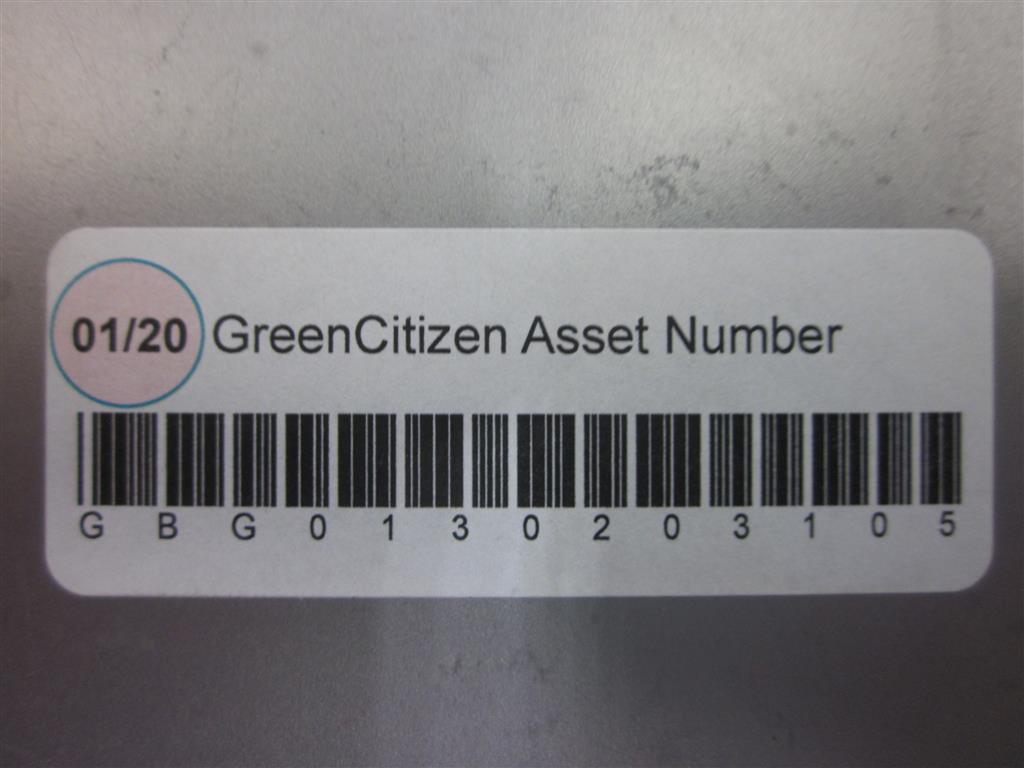 01/20 GreenCitizen Asset Number
G B G 0 1 3 0 2 0 3 1 0 5